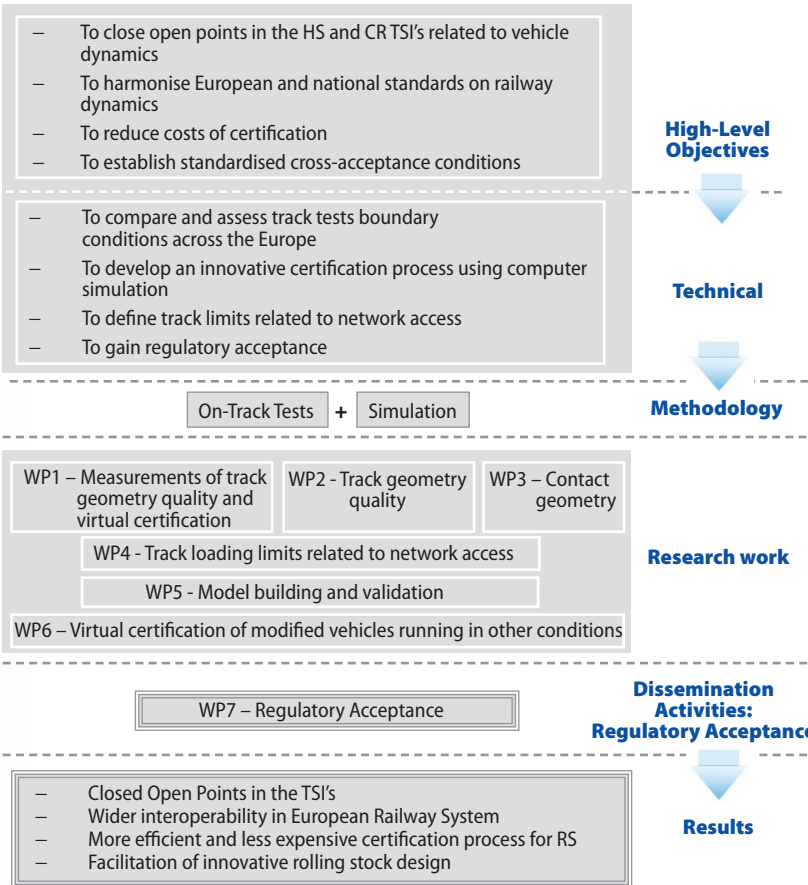 – To close open points in the HS and CR TSI's related to vehicle
dynamics
– To harmonise European and national standards on railway
dynamics
– To reduce costs of certification
– To establish standardised cross-acceptance conditions
High-Level
Objectives
– To compare and assess track tests boundary
conditions across the Europe
– To develop an innovative certification process using computer
simulation
– To define track limits related to network access
– To gain regulatory acceptance
Technical
On-Track Tests + Simulation
Methodology
WP1 – Measurements of track
geometry quality and
virtual certification
WP2 - Track geometry
quality
WP3 – Contact
geometry
WP4 - Track loading limits related to network access
WP5 - Model building and validation
WP6 – Virtual certification of modified vehicles running in other conditions
Research work
WP7 – Regulatory Acceptance
Dissemination
Activities:
Regulatory Acceptance
– Closed Open Points in the TSI's
– Wider interoperability in European Railway System
– More efficient and less expensive certification process for RS
– Facilitation of innovative rolling stock design
Results